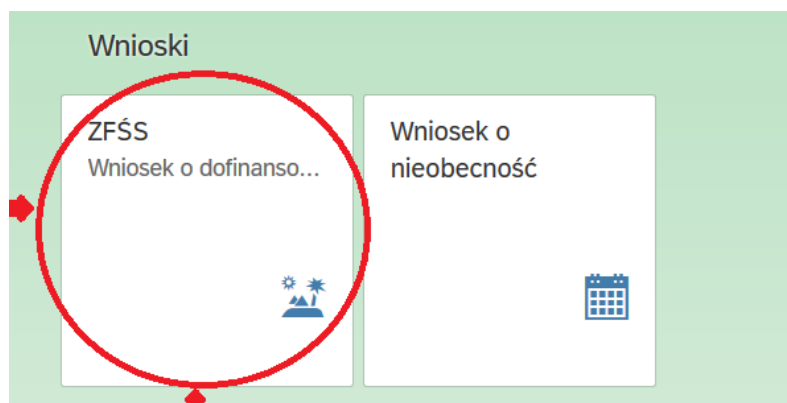 Wnioski
ZFŚS
Wniosek o dofinanso...
Wniosek o
nieobecność